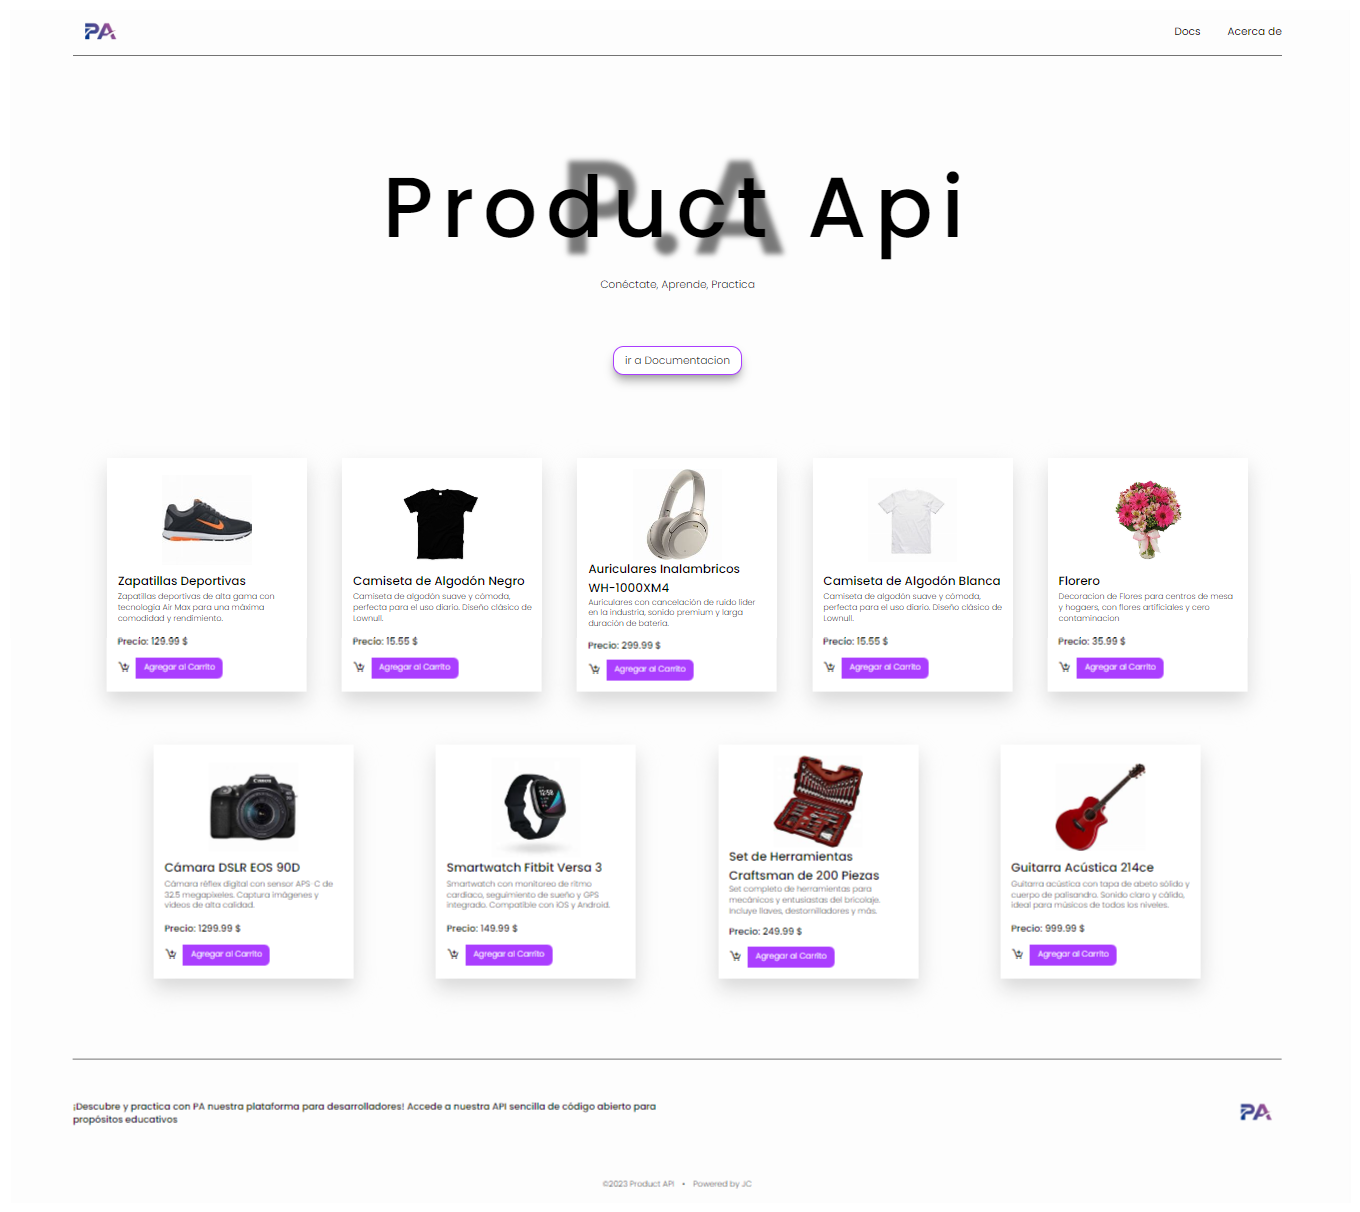 PA
Docs
Acerca de
P.A
Product Api
Conéctate, Aprende, Practica
ir a Documentacion
Zapatillas Deportivas
Zapatillas deportivas de alta gama con
tecnología Air Max para una máxima
comodidad y rendimiento.
Precio: 129.99 $
Agregar al Carrito
Camiseta de Algodón Negro
Camiseta de algodón suave y cómoda,
perfecta para el uso diario. Diseño clásico de
Lownull.
Precio: 15.55 $
Agregar al Carrito
Auriculares Inalambricos
WH-1000XM4
Auriculares con cancelación de ruido líder
en la industria, sonido premium y larga
duración de batería.
Precio: 299.99 $
Agregar al Carrito
Camiseta de Algodón Blanca
Camiseta de algodón suave y cómoda,
perfecta para el uso diario. Diseño clásico de
Lownull.
Precio: 15.55 $
Agregar al Carrito
Florero
Decoracion de Flores para centros de mesa
y hogaers, con flores artificiales y cero
contaminacion
Precio: 35.99 $
Agregar al Carrito
Canon
Cámara DSLR EOS 90D
Cámara réflex digital con sensor APS-C de
32.5 megapíxeles. Captura imágenes y
videos de alta calidad.
Precio: 1299.99 $
Agregar al Carrito
12:58
Smartwatch Fitbit Versa 3
Smartwatch con monitoreo de ritmo
cardíaco, seguimiento de sueño y GPS
integrado. Compatible con iOS y Android.
Precio: 149.99 $
Agregar al Carrito
Set de Herramientas
Craftsman de 200 Piezas
Set completo de herramientas para
mecánicos y entusiastas del bricolaje.
Incluye llaves, destornilladores y más.
Precio: 249.99 $
Agregar al Carrito
Guitarra Acústica 214ce
Guitarra acústica con tapa de abeto sólido y
cuerpo de palisandro. Sonido claro y cálido,
ideal para músicos de todos los niveles.
Precio: 999.99 $
Agregar al Carrito
¡Descubre y practica con PA nuestra plataforma para desarrolladores! Accede a nuestra API sencilla de código abierto para
propósitos educativos
PA
©2023 Product API • Powered by JC